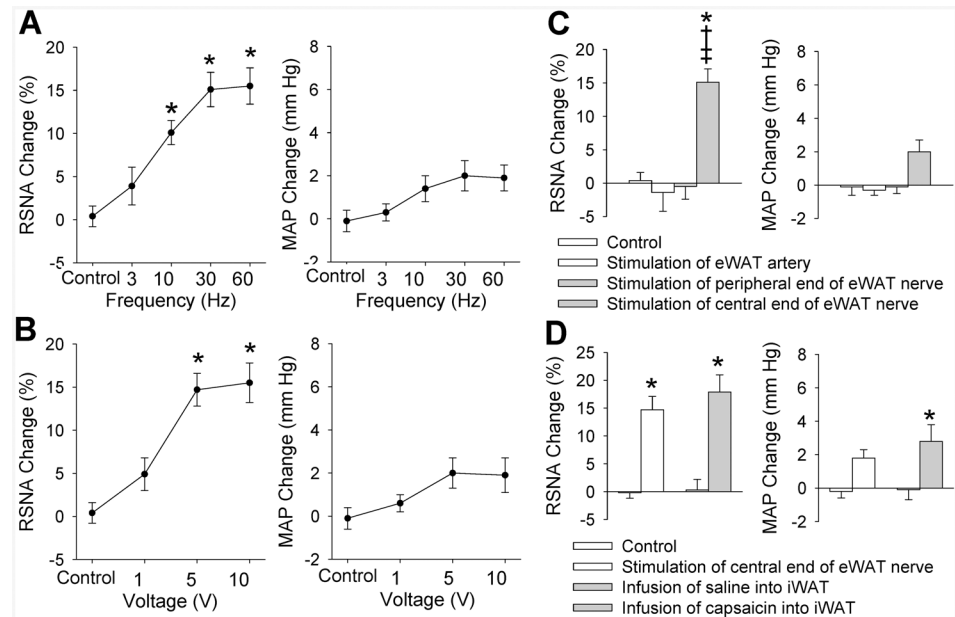 A
RSNA Change (%)
20
15
10
5
0
-5
Control 3 10 30 60
Frequency (Hz)
*
*
*
MAP Change (mm Hg)
8
6
4
2
0
-2
Control 3 10 30 60
Frequency (Hz)
B
RSNA Change (%)
20
15
10
5
0
-5
Control 1 5 10
Voltage (V)
*
*
MAP Change (mm Hg)
8
6
4
2
0
-2
Control 1 5 10
Voltage (V)
C
RSNA Change (%)
20
15
10
5
0
-5
*
†
‡
MAP Change (mm Hg)
8
6
4
2
0
-2
Control
Stimulation of eWAT artery
Stimulation of peripheral end of eWAT nerve
Stimulation of central end of eWAT nerve
D
RSNA Change (%)
25
20
15
10
5
0
-5
*
*
MAP Change (mm Hg)
8
6
4
2
0
-2
*
Control
Stimulation of central end of eWAT nerve
Infusion of saline into iWAT
Infusion of capsaicin into iWAT